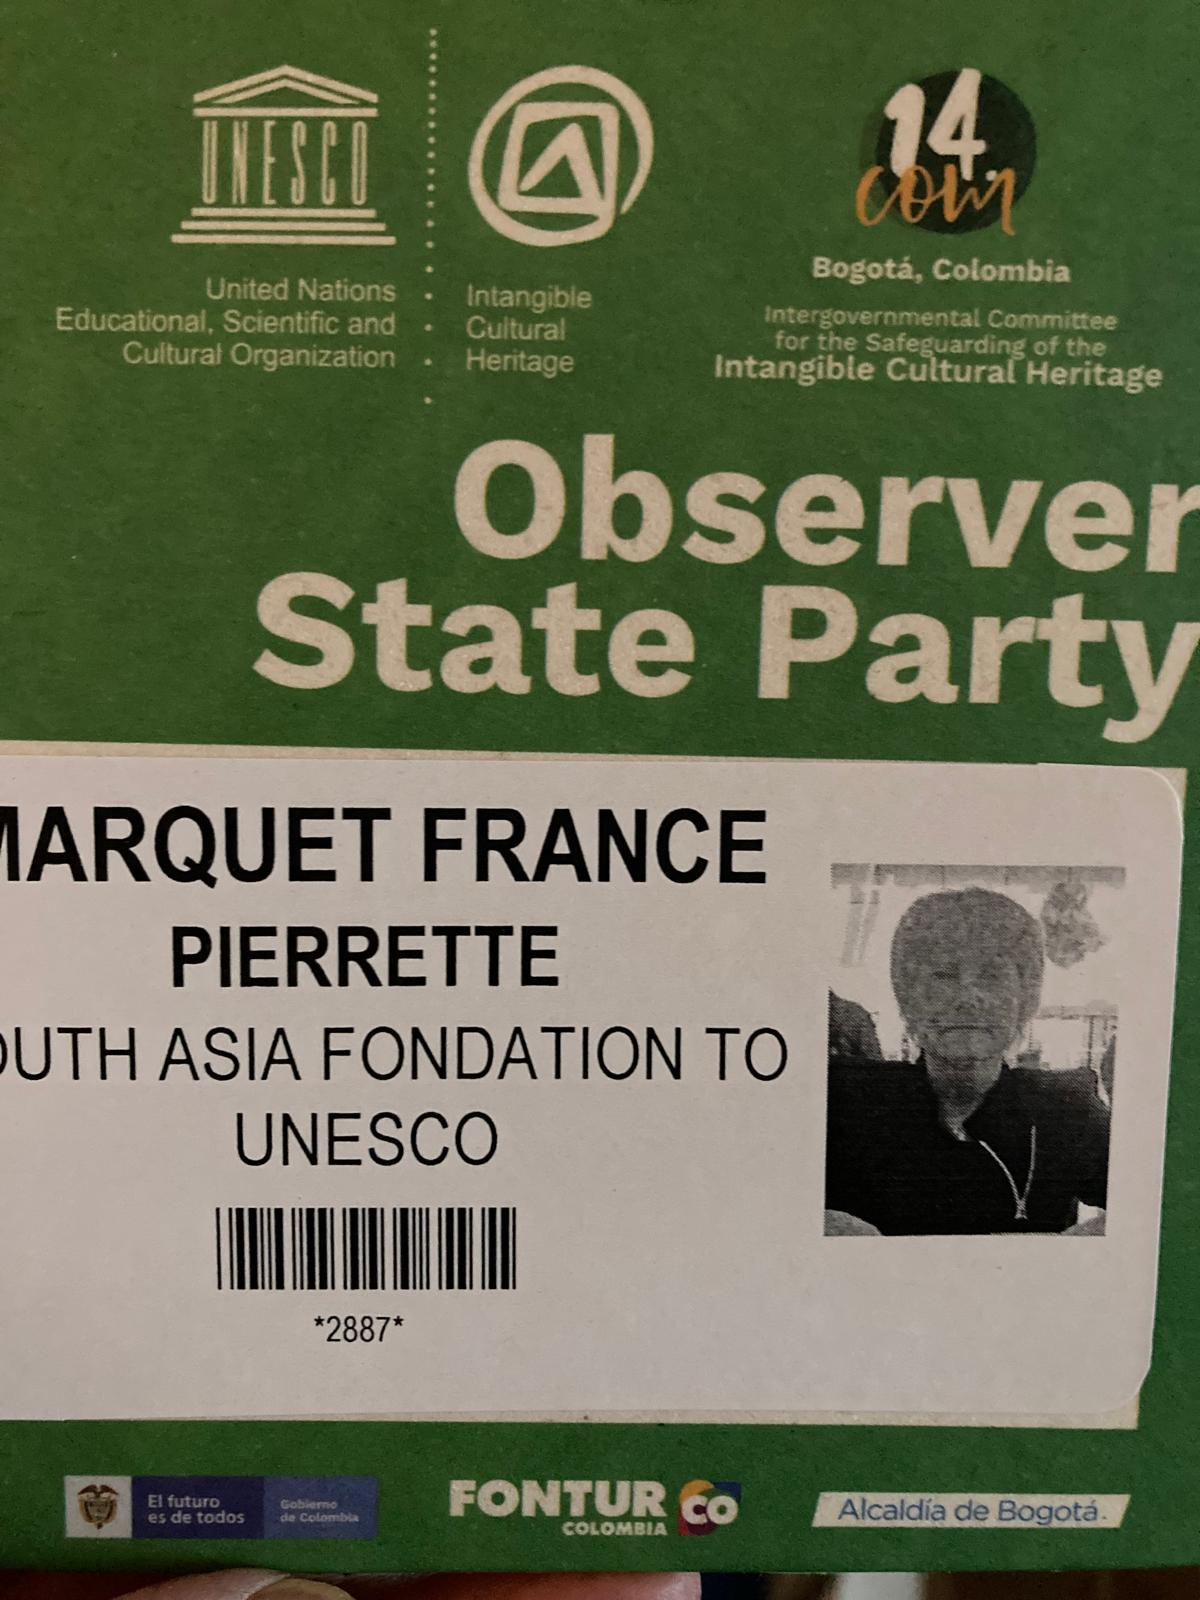 UNESCO
United Nations
Educational, Scientific and
Cultural Organization
Intangible
Cultural
Heritage
14.
com
Bogotá, Colombia
Intergovernmental Committee
for the Safeguarding of the
Intangible Cultural Heritage
Observer
State Party
MARQUET FRANCE
PIERRETTE
OUTH ASIA FONDATION TO
UNESCO
*2887*
El futuro
es de todos
Gobierno
de Colombia
FONTUR
COLOMBIA
CO
Alcaldía de Bogotá.